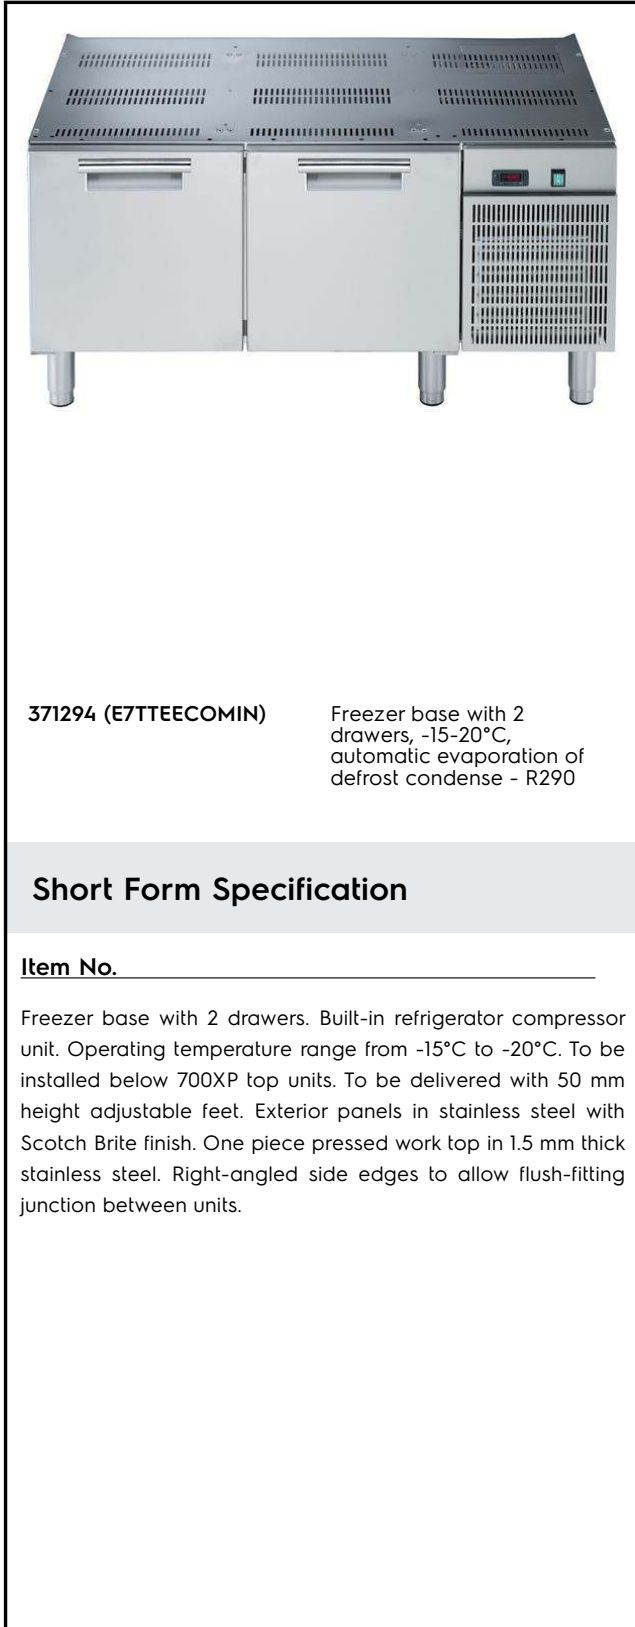 371294 (E7TTEECOMIN)
Freezer base with 2
drawers, -15-20°C,
automatic evaporation of
defrost condense - R290
Short Form Specification
Item No.
Freezer base with 2 drawers. Built-in refrigerator compressor
unit. Operating temperature range from -15°C to -20°C. To be
installed below 700XP top units. To be delivered with 50 mm
height adjustable feet. Exterior panels in stainless steel with
Scotch Brite finish. One piece pressed work top in 1.5 mm thick
stainless steel. Right-angled side edges to allow flush-fitting
junction between units.